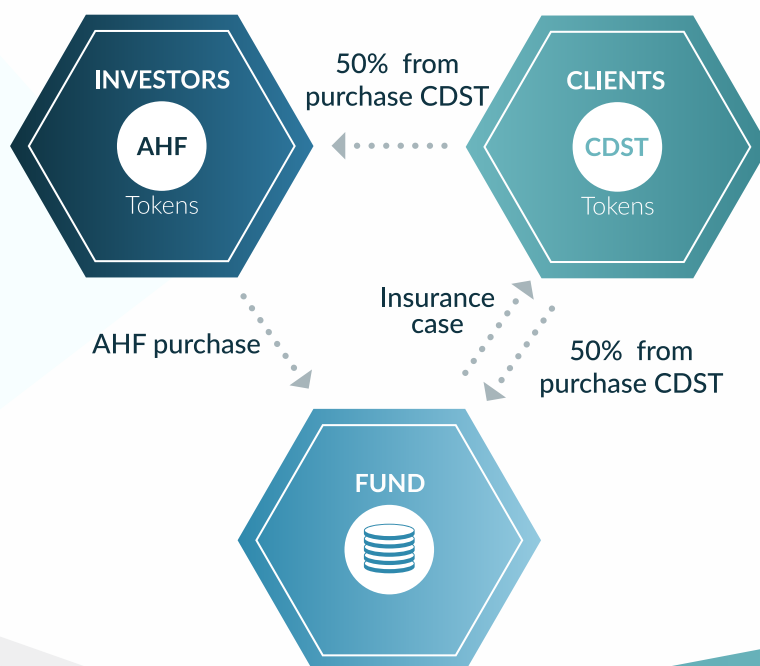 INVESTORS
AHF
Tokens
50% from
purchase CDST
CLIENTS
CDST
Tokens
AHF purchase
Insurance
case
50% from
purchase CDST
FUND